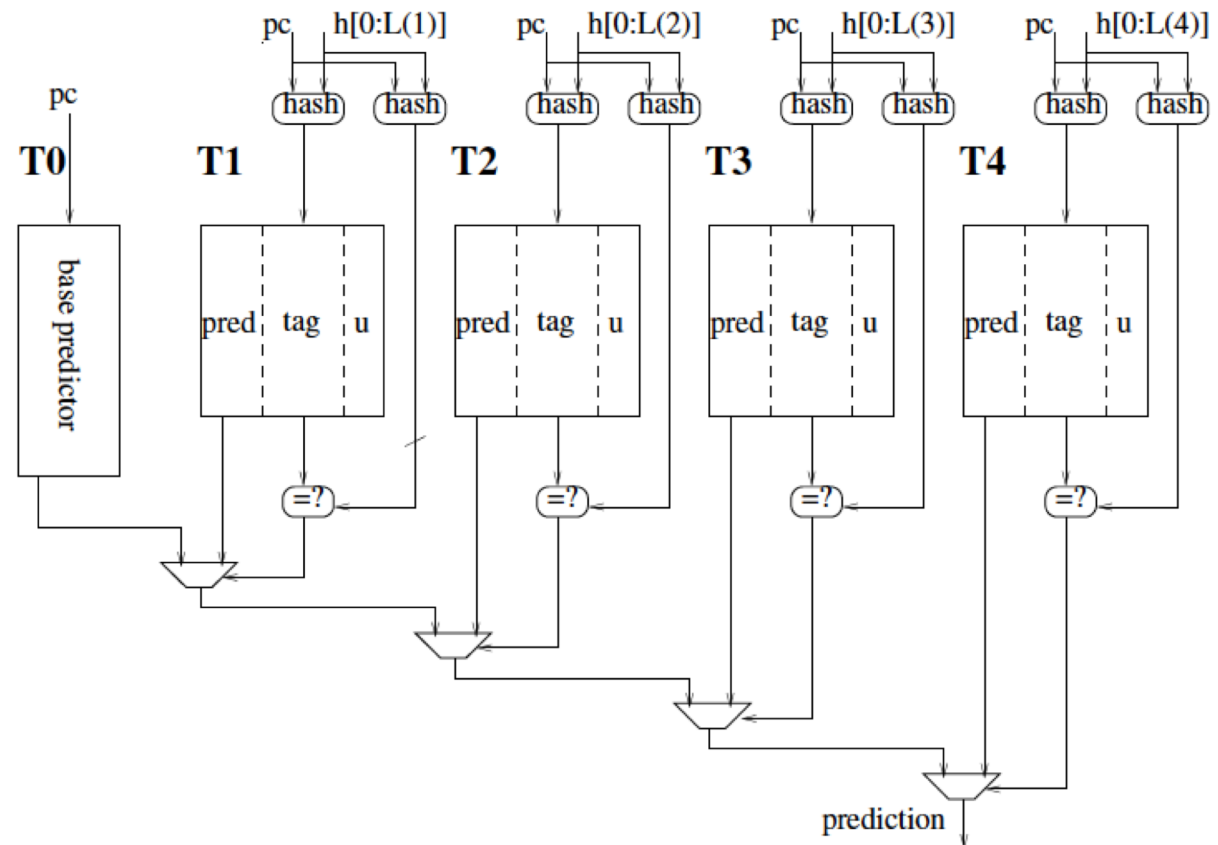 pc h[0:L(1)] pc h[0:L(2)] pc h[0:L(3)] pc h[0:L(4)]
pc hash hash hash hash hash hash hash hash
T0 T1 T2 T3 T4
base predictor
pred tag u pred tag u pred tag u pred tag u
=? =? =? =?
prediction